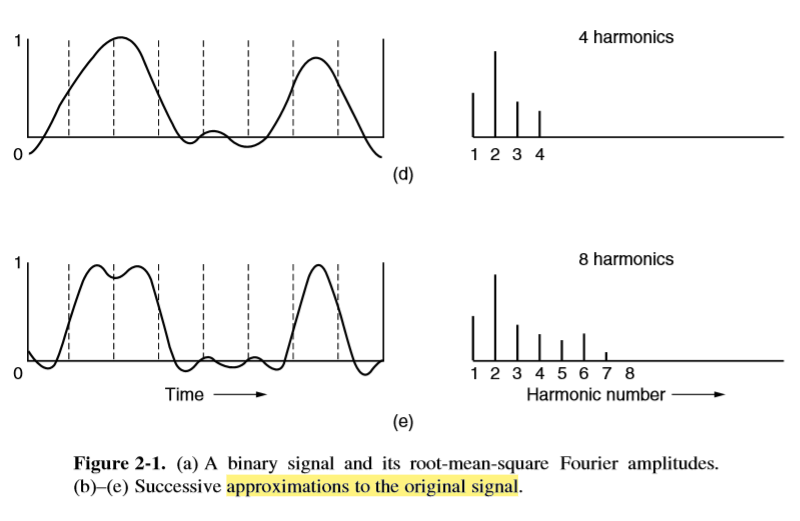 1
4 harmonics
0
1 2 3 4
(d)
1
8 harmonics
0
1 2 3 4 5 6 7 8
Time
Harmonic number
(e)
Figure 2-1. (a) A binary signal and its root-mean-square Fourier amplitudes.
(b)–(e) Successive approximations to the original signal.